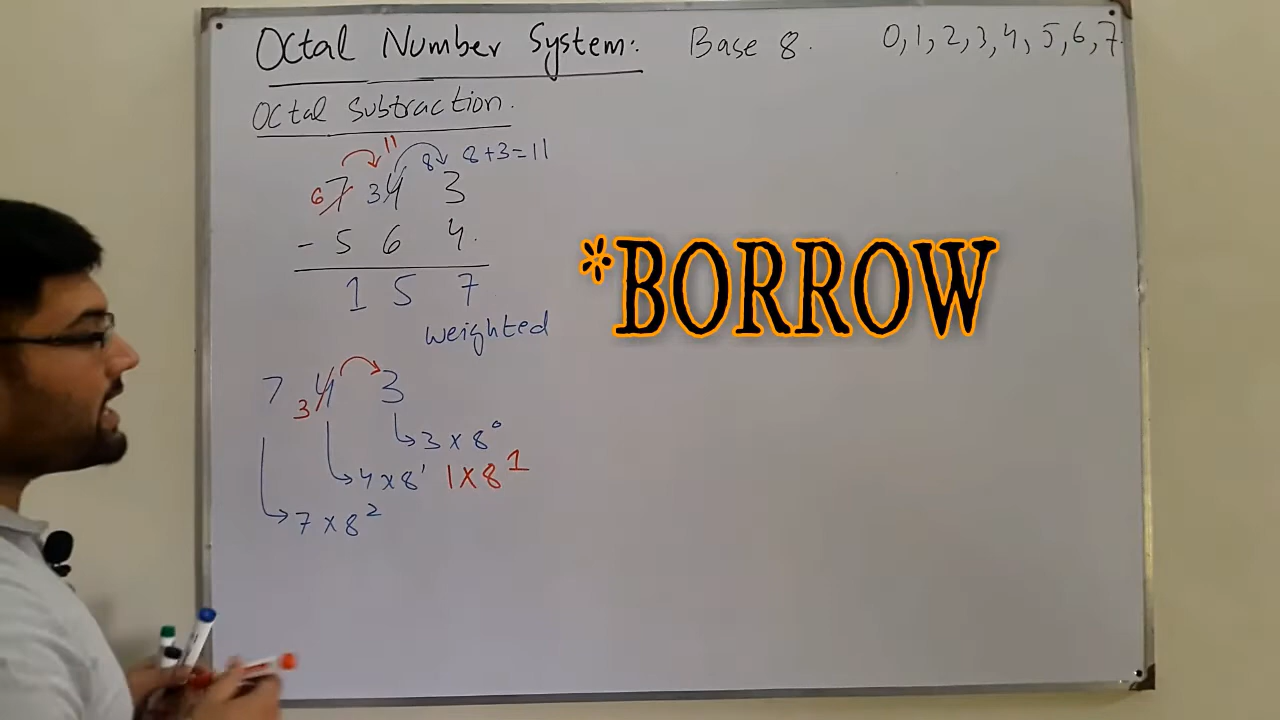 Octal Number System:. Base 8. 0, 1, 2, 3, 4, 5, 6, 7.
Octal Subtraction.
11
8 8+3=11
6 7 3 4 3
- 5 6 4.
1 5 7
*BORROW
weighted
7 3 4 3
3 x 8⁰
4 x 8¹ 1 x 8¹
7 x 8²